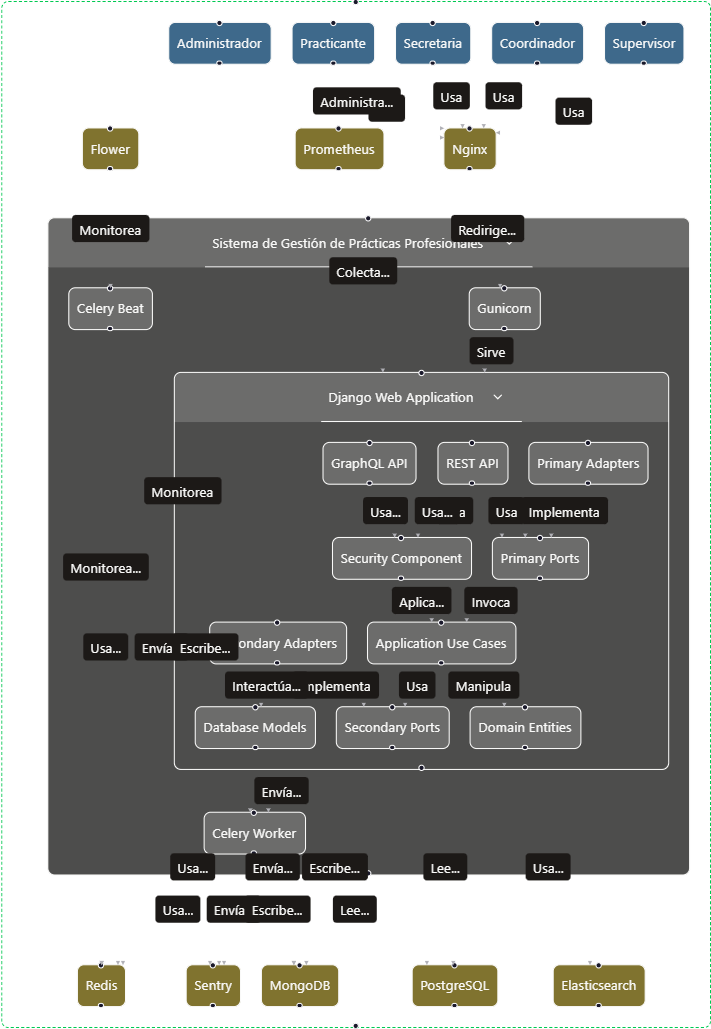 Administrador
Practicante
Secretaria
Coordinador
Supervisor
Administra...
Usa
Usa
Usa
Flower
Prometheus
Nginx
Monitorea
Redirige...
Sistema de Gestión de Prácticas Profesionales
Colecta...
Celery Beat
Gunicorn
Sirve
Django Web Application
GraphQL API
REST API
Primary Adapters
Monitorea
Usa...
Usa...
a
Usa
Implementa
Security Component
Primary Ports
Monitorea...
Aplica...
Invoca
Usa...
Envía
Escribe...
ondary Adapters
Application Use Cases
Interactúa...
mplementa
Usa
Manipula
Database Models
Secondary Ports
Domain Entities
Envía...
Celery Worker
Usa...
Envía...
Escribe...
Lee...
Usa...
Usa...
Envía
Escribe...
Lee...
Redis
Sentry
MongoDB
PostgreSQL
Elasticsearch